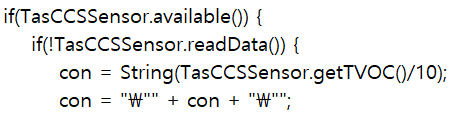 if(TasCCSSensor.available()) {
if(!TasCCSSensor.readData()) {
con = String(TasCCSSensor.getTVOC()/10);
con = "₩"" + con + "₩"";